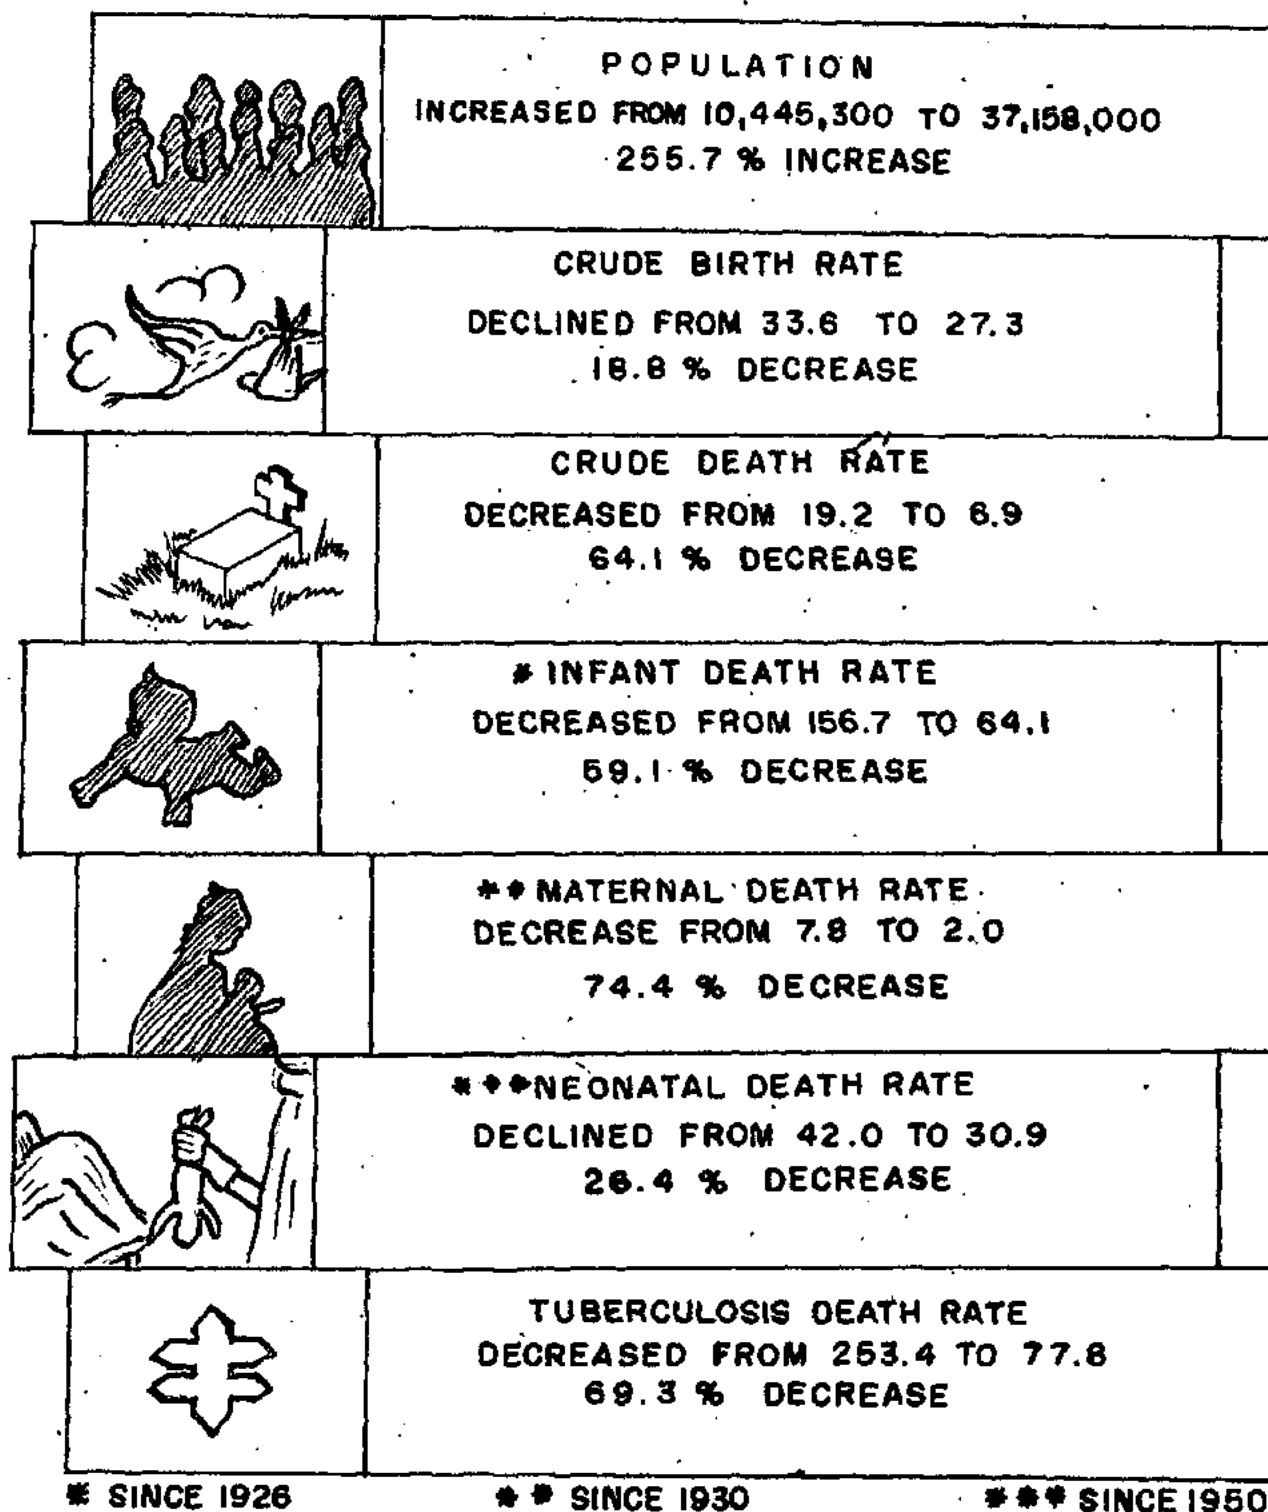 POPULATION
INCREASED FROM 10,445,300 TO 37,158,000
255.7 % INCREASE
CRUDE BIRTH RATE
DECLINED FROM 33.6 TO 27.3
18.8 % DECREASE
CRUDE DEATH RATE
DECREASED FROM 19.2 TO 6.9
64.1 % DECREASE
* INFANT DEATH RATE
DECREASED FROM 156.7 TO 64.1
59.1 % DECREASE
** MATERNAL DEATH RATE
DECREASE FROM 7.8 TO 2.0
74.4 % DECREASE
***NEONATAL DEATH RATE
DECLINED FROM 42.0 TO 30.9
26.4 % DECREASE
TUBERCULOSIS DEATH RATE
DECREASED FROM 253.4 TO 77.8
69.3 % DECREASE
* SINCE 1926 ** SINCE 1930 *** SINCE 1950